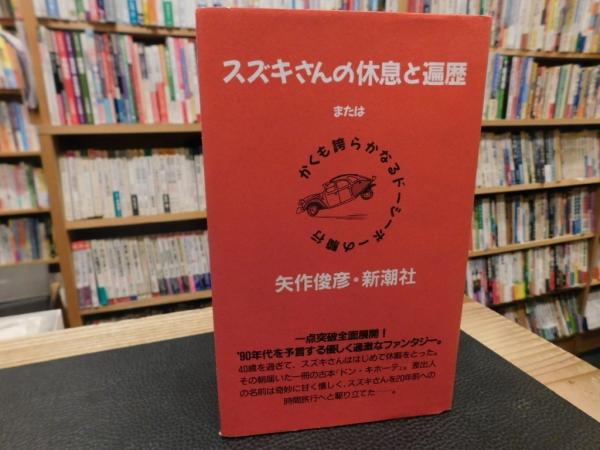 スズキさんの休息と遍歴
または
かくも誇らかなるドーシーボーの騎行
矢作俊彦・新潮社
一点突破全面展開！
'90年代を予言する優しく過激なファンタジー。
40歳を過ぎて、スズキさんははじめて休暇をとった。
その朝届いた一冊の古本『ドン・キホーテ』。差出人
の名前は奇妙に甘く懐しく、スズキさんを20年前への
時間旅行へと駆り立てた——。